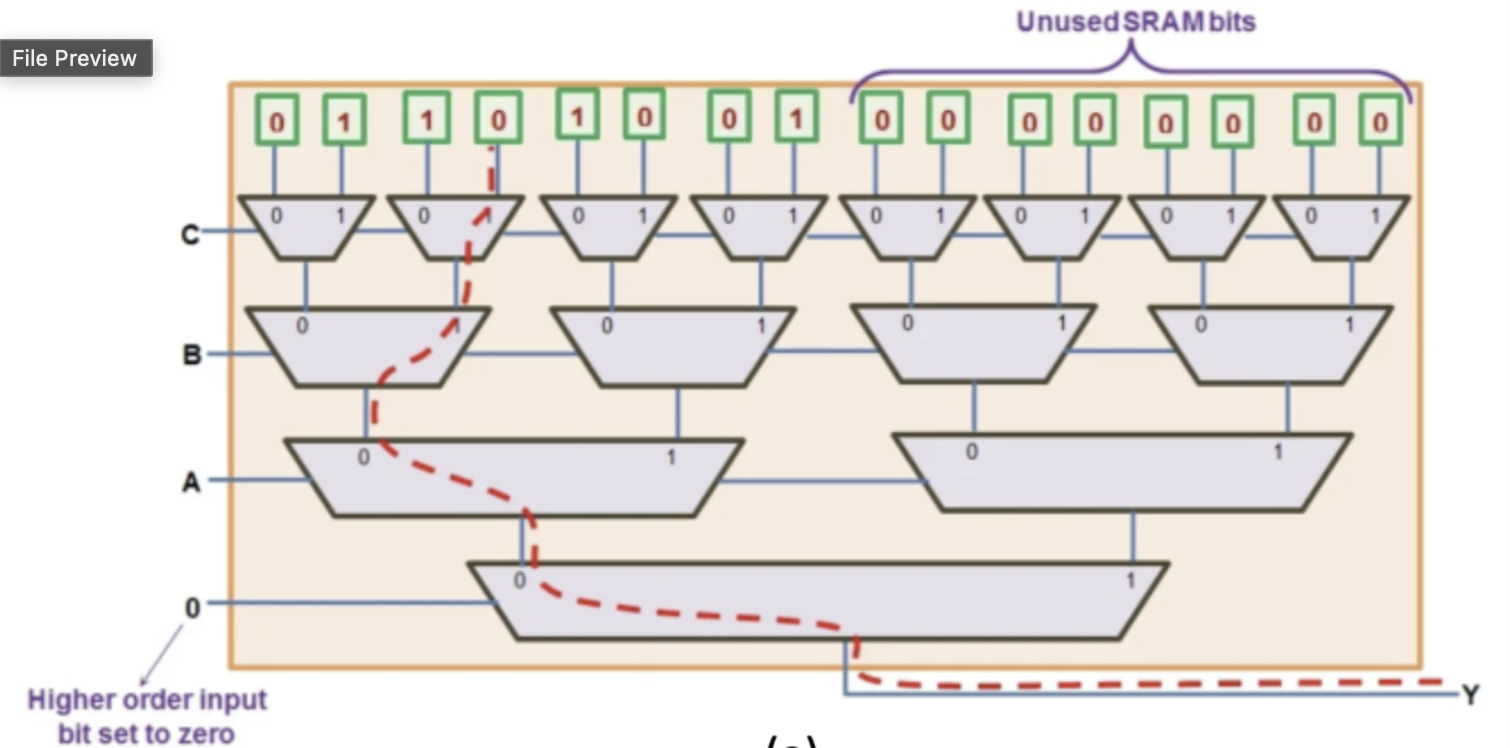 Unused SRAM bits
File Preview
0 1 1 0 1 0 0 1 0 0 0 0 0 0 0 0
0 1 0 1 0 1 0 1 0 1 0 1 0 1 0 1
C
0 1 0 1 0 1 0 1
B
0 1 0 1
A
0 1
0
Higher order input
bit set to zero
Y